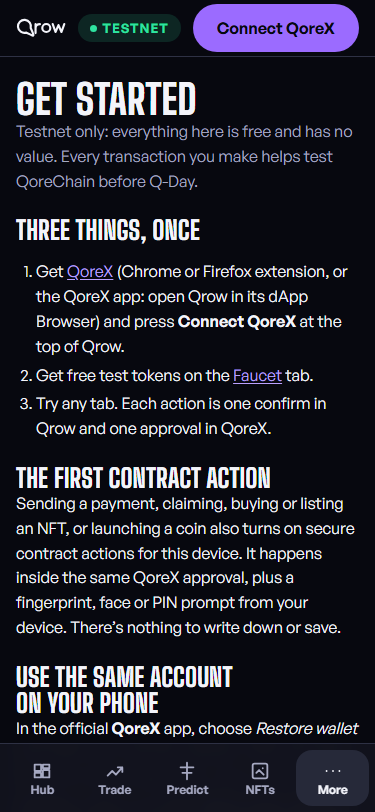 Qrow
TESTNET
Connect QoreX
GET STARTED
Testnet only: everything here is free and has no
value. Every transaction you make helps test
QoreChain before Q-Day.
THREE THINGS, ONCE
1. Get QoreX (Chrome or Firefox extension, or
the QoreX app: open Qrow in its dApp
Browser) and press Connect QoreX at the
top of Qrow.
2. Get free test tokens on the Faucet tab.
3. Try any tab. Each action is one confirm in
Qrow and one approval in QoreX.
THE FIRST CONTRACT ACTION
Sending a payment, claiming, buying or listing
an NFT, or launching a coin also turns on secure
contract actions for this device. It happens
inside the same QoreX approval, plus a
fingerprint, face or PIN prompt from your
device. There’s nothing to write down or save.
USE THE SAME ACCOUNT
ON YOUR PHONE
In the official QoreX app, choose Restore wallet
Hub
Trade
Predict
NFTs
More